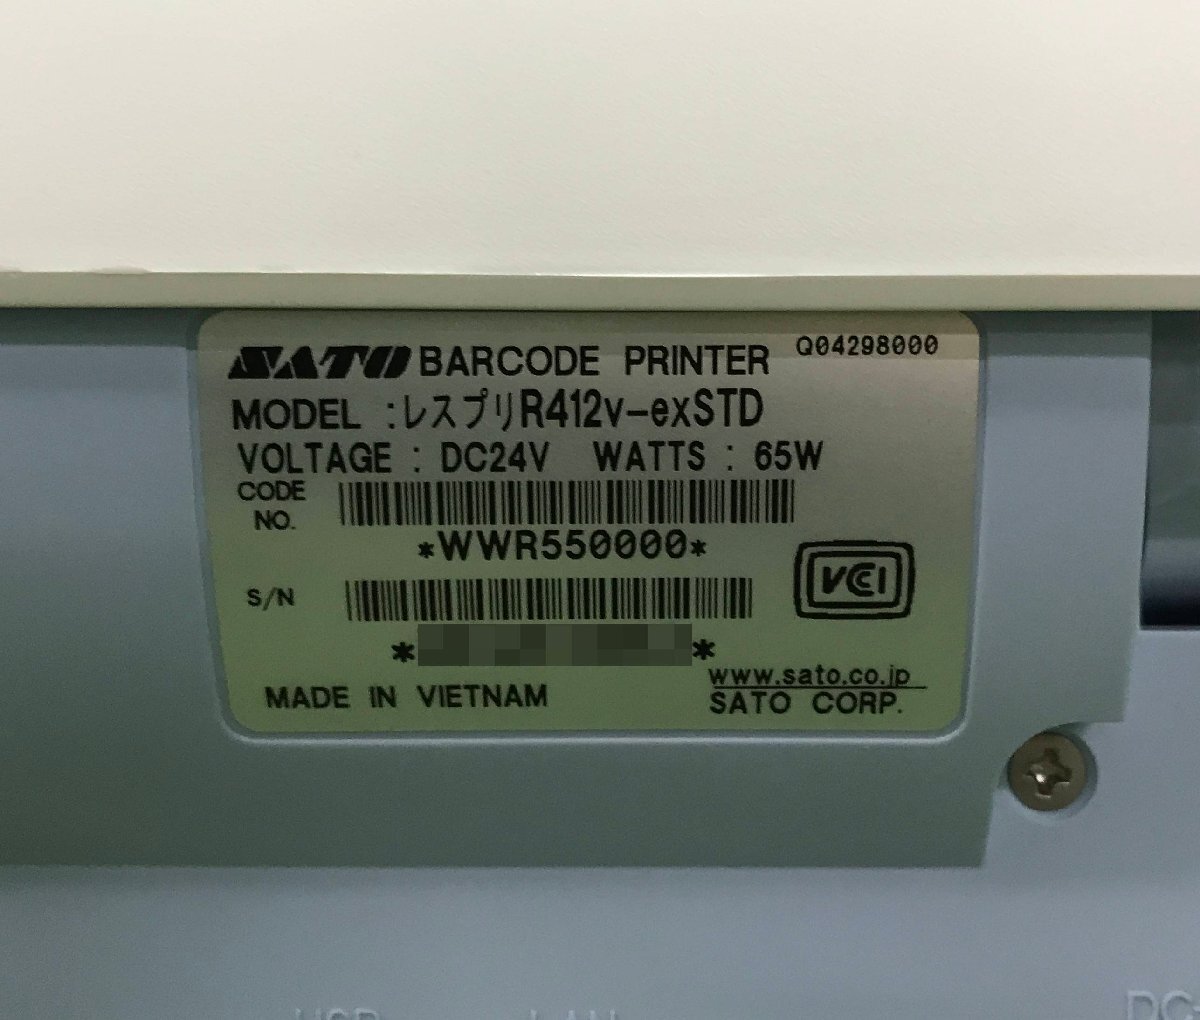 SATO BARCODE PRINTER Q04298000
MODEL :レスプリR412v-exSTD
VOLTAGE : DC24V WATTS : 65W
CODE NO.
*WWR550000*
VCCI
S/N
* *
www.sato.co.jp
MADE IN VIETNAM SATO CORP.